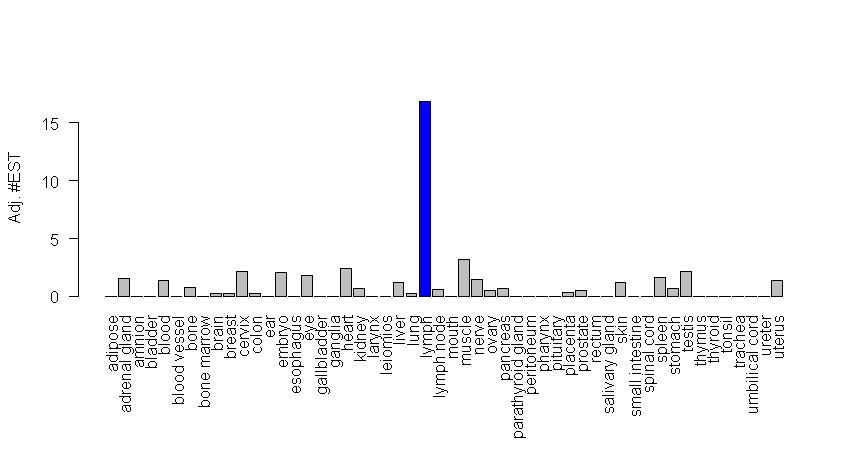 Adj. #EST
15
10
5
0
adipose
adrenal gland
amnion
bladder
blood
blood vessel
bone
bone marrow
brain
breast
cervix
colon
ear
embryo
esophagus
eye
gallbladder
ganglia
heart
kidney
larynx
leiomios
liver
lung
lymph
lymph node
mouth
muscle
nerve
ovary
pancreas
parathyroid gland
peritoneum
pharynx
pituitary
placenta
prostate
rectum
salivary gland
skin
small intestine
spinal cord
spleen
stomach
testis
thymus
thyroid
tonsil
trachea
umbilical cord
ureter
uterus